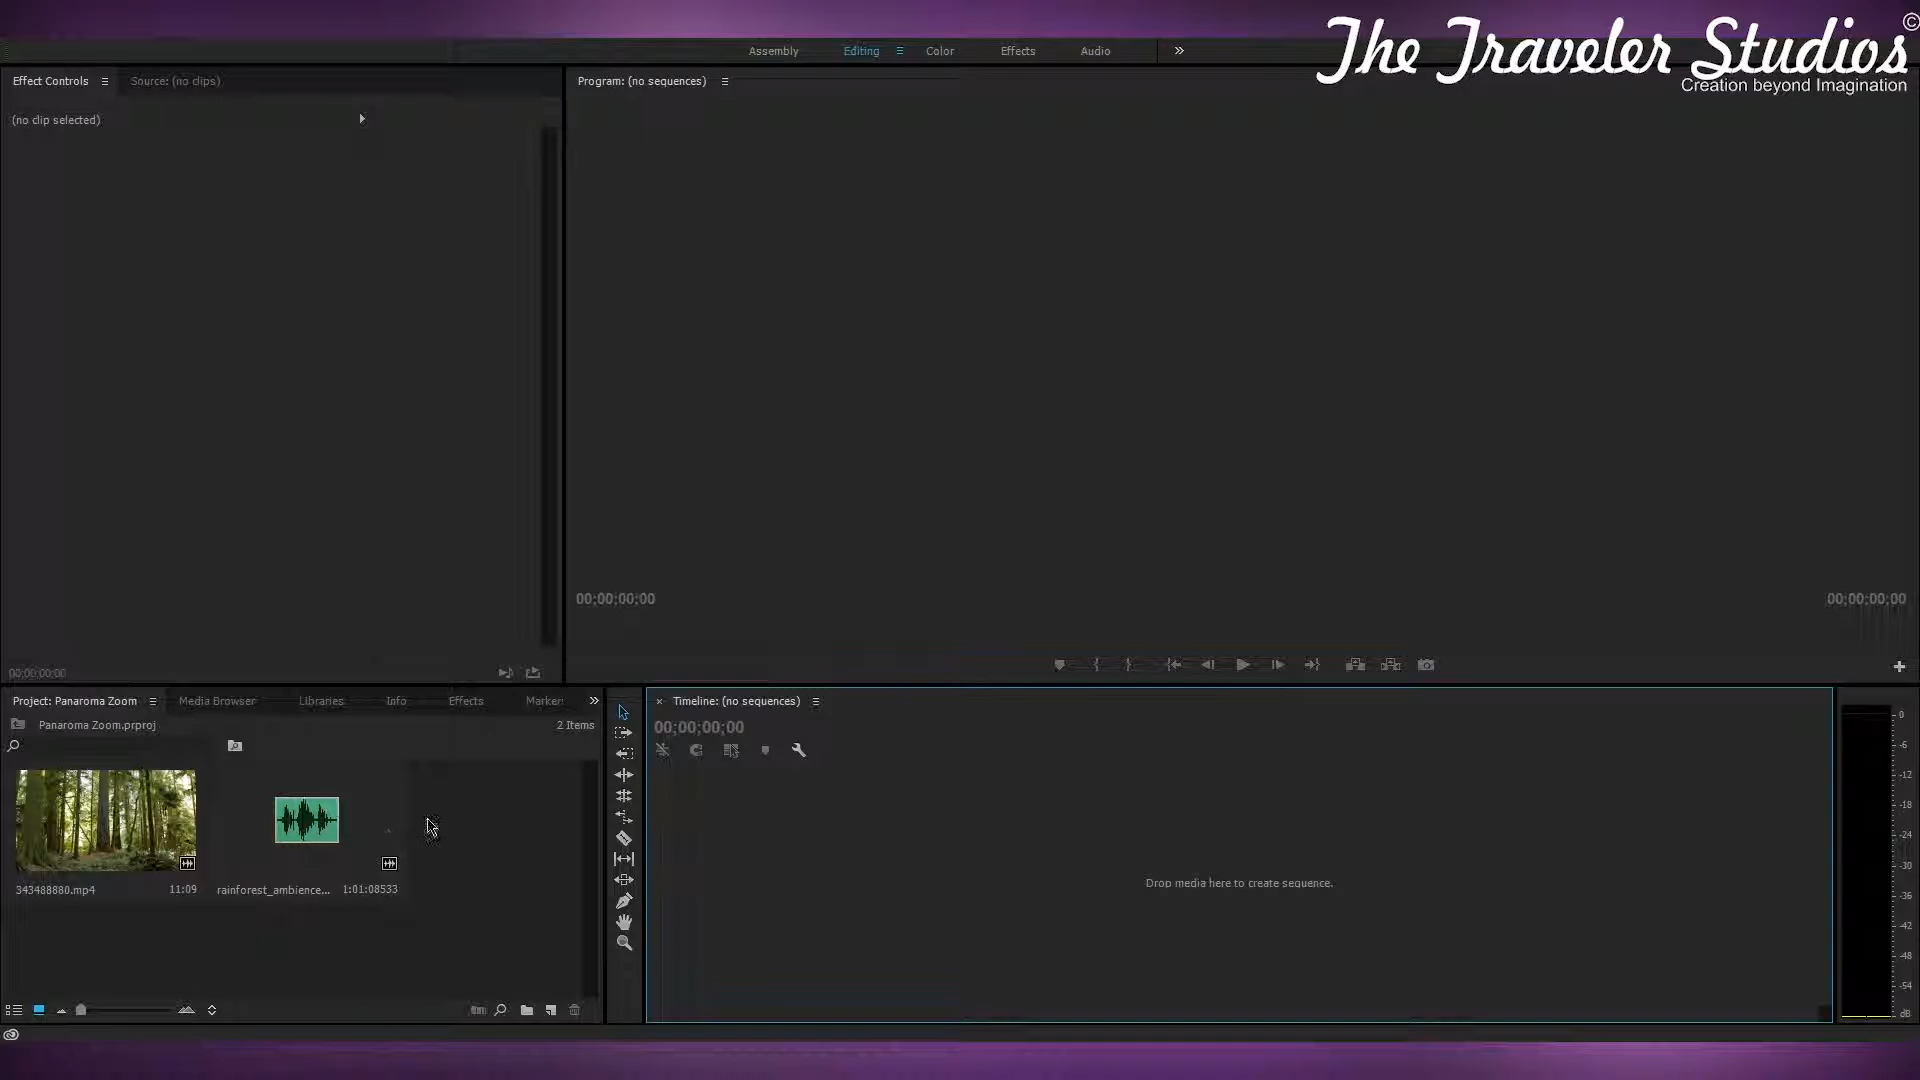 The Traveler Studios©
Creation beyond Imagination
Assembly Editing Color Effects Audio
Effect Controls Source: (no clips)
Program: (no sequences)
(no clip selected)
00;00;00;00 00;00;00;00
00;00;00;00
Project: Panaroma Zoom Media Browser Libraries Info Effects Marker
Timeline: (no sequences)
Panaroma Zoom.prproj 2 Items
00;00;00;00
343488880.mp4 11:09 rainforest_ambience... 1:01:08533
Drop media here to create sequence.
0
-6
-12
-18
-24
-30
-36
-42
-48
-54
dB